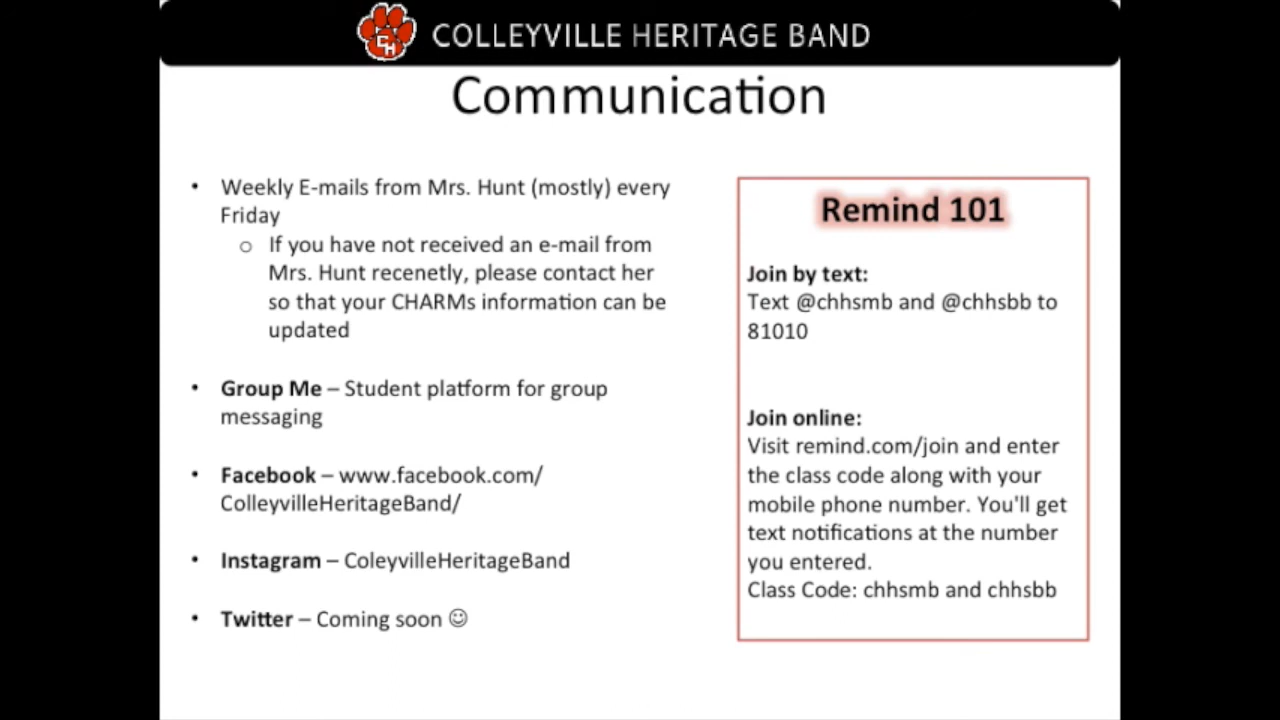 CH COLLEYVILLE HERITAGE BAND
Communication
• Weekly E-mails from Mrs. Hunt (mostly) every
Friday
o If you have not received an e-mail from
Mrs. Hunt recenetly, please contact her
so that your CHARMs information can be
updated
• Group Me – Student platform for group
messaging
• Facebook – www.facebook.com/
ColleyvilleHeritageBand/
• Instagram – ColeyvilleHeritageBand
• Twitter – Coming soon ☺
Remind 101
Join by text:
Text @chhsmb and @chhsbb to
81010
Join online:
Visit remind.com/join and enter
the class code along with your
mobile phone number. You'll get
text notifications at the number
you entered.
Class Code: chhsmb and chhsbb